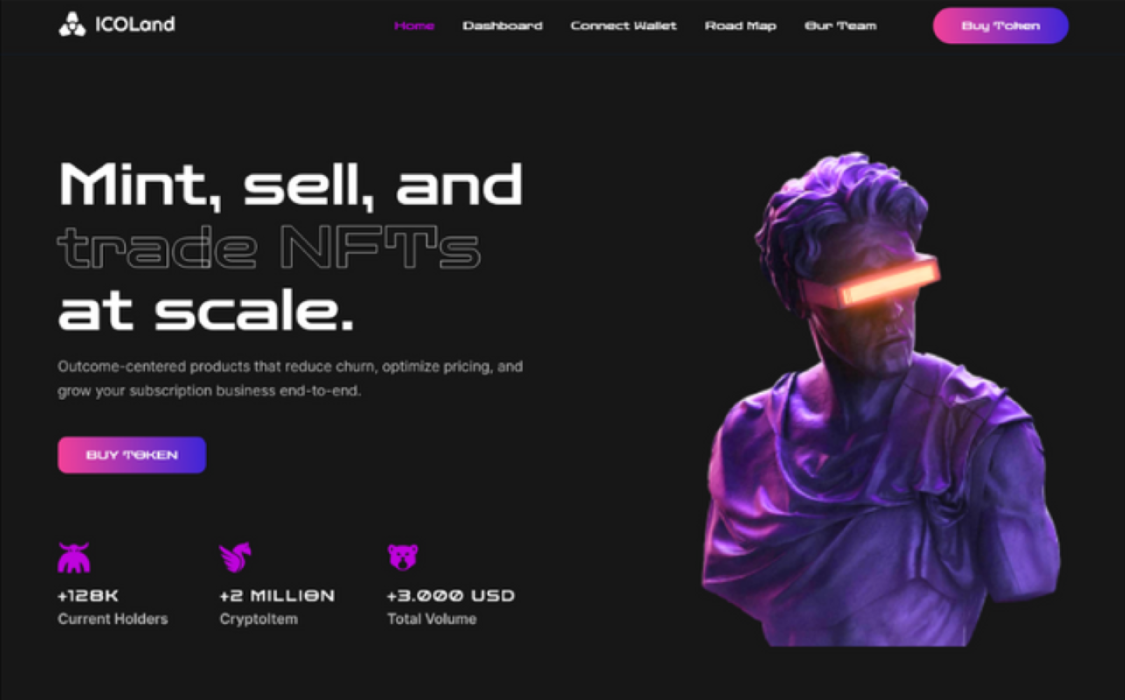 ICOLand
Home Dashboard Connect Wallet Road Map Our Team Buy Token
Mint, sell, and
trade NFTs
at scale.
Outcome-centered products that reduce churn, optimize pricing, and
grow your subscription business end-to-end.
BUY TOKEN
+128K +2 MILLION +3.000 USD
Current Holders CryptoItem Total Volume